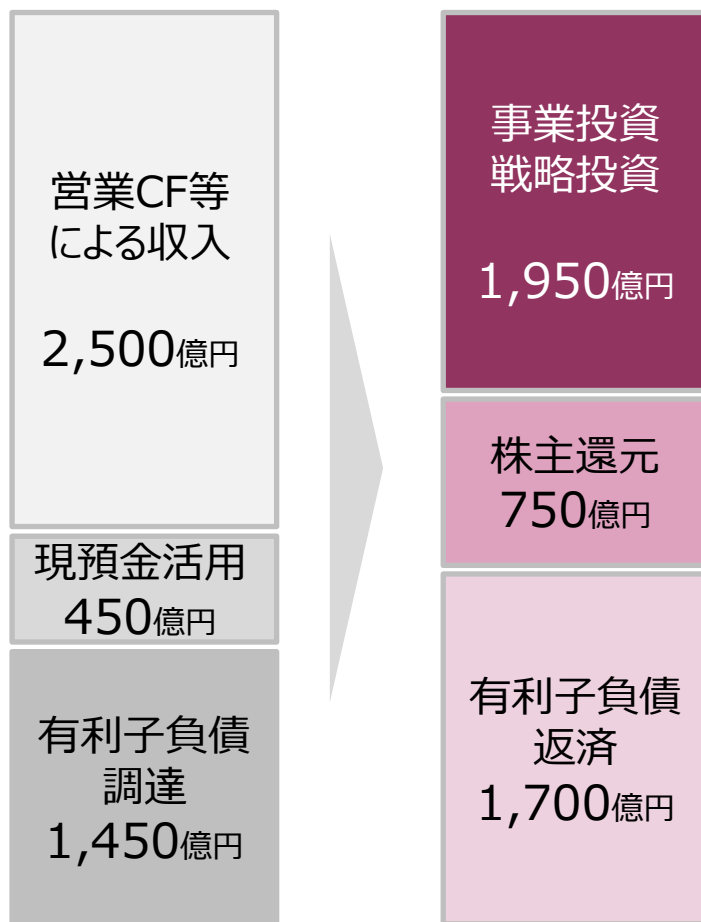 営業CF等
による収入
2,500億円
現預金活用
450億円
有利子負債
調達
1,450億円
事業投資
戦略投資
1,950億円
株主還元
750億円
有利子負債
返済
1,700億円